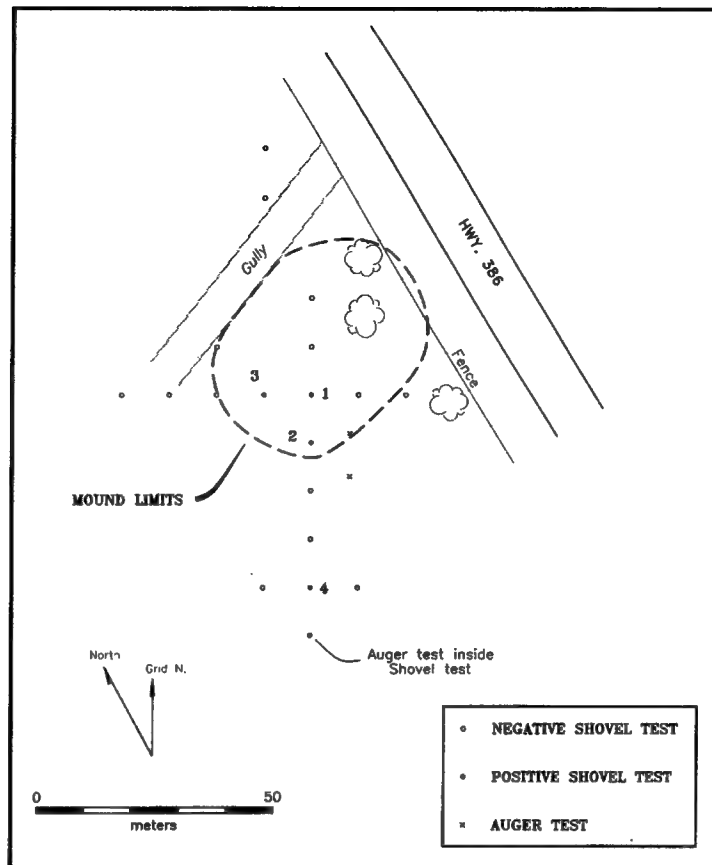 HWY. 386
Gully
Fence
3
1
2
MOUND LIMITS
4
Auger test inside
Shovel test
North
Grid N.
0 50
meters
NEGATIVE SHOVEL TEST
POSITIVE SHOVEL TEST
AUGER TEST